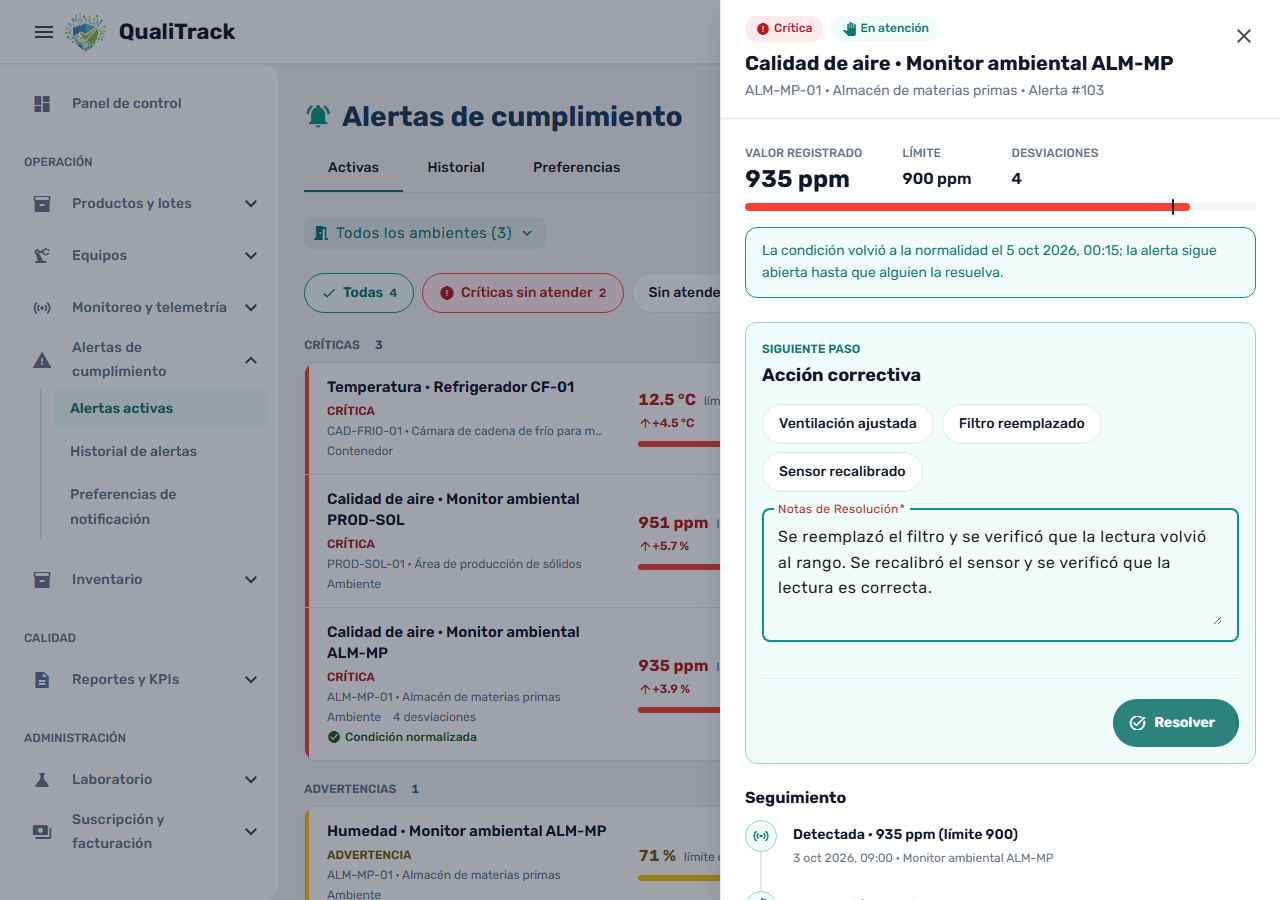 QualiTrack
Panel de control
OPERACIÓN
Productos y lotes
Equipos
Monitoreo y telemetría
Alertas de
cumplimiento
Alertas activas
Historial de alertas
Preferencias de
notificación
Inventario
CALIDAD
Reportes y KPIs
ADMINISTRACIÓN
Laboratorio
Suscripción y
facturación
Alertas de cumplimiento
Activas Historial Preferencias
Todos los ambientes (3)
Todas 4 Críticas sin atender 2 Sin atende
CRÍTICAS 3
Temperatura • Refrigerador CF-01
CRÍTICA
CAD-FRIO-01 • Cámara de cadena de frío para m...
Contenedor
12.5 °C lím
+4.5 °C
Calidad de aire • Monitor ambiental
PROD-SOL
CRÍTICA
PROD-SOL-01 • Área de producción de sólidos
Ambiente
951 ppm
+5.7 %
Calidad de aire • Monitor ambiental
ALM-MP
CRÍTICA
ALM-MP-01 • Almacén de materias primas
Ambiente 4 desviaciones
Condición normalizada
935 ppm
+3.9 %
ADVERTENCIAS 1
Humedad • Monitor ambiental ALM-MP
ADVERTENCIA
ALM-MP-01 • Almacén de materias primas
Ambiente
71 % límite
Crítica En atención
Calidad de aire • Monitor ambiental ALM-MP
ALM-MP-01 • Almacén de materias primas • Alerta #103
VALOR REGISTRADO LÍMITE DESVIACIONES
935 ppm 900 ppm 4
La condición volvió a la normalidad el 5 oct 2026, 00:15; la alerta sigue
abierta hasta que alguien la resuelva.
SIGUIENTE PASO
Acción correctiva
Ventilación ajustada Filtro reemplazado
Sensor recalibrado
Notas de Resolución*
Se reemplazó el filtro y se verificó que la lectura volvió
al rango. Se recalibró el sensor y se verificó que la
lectura es correcta.
Resolver
Seguimiento
Detectada • 935 ppm (límite 900)
3 oct 2026, 09:00 • Monitor ambiental ALM-MP